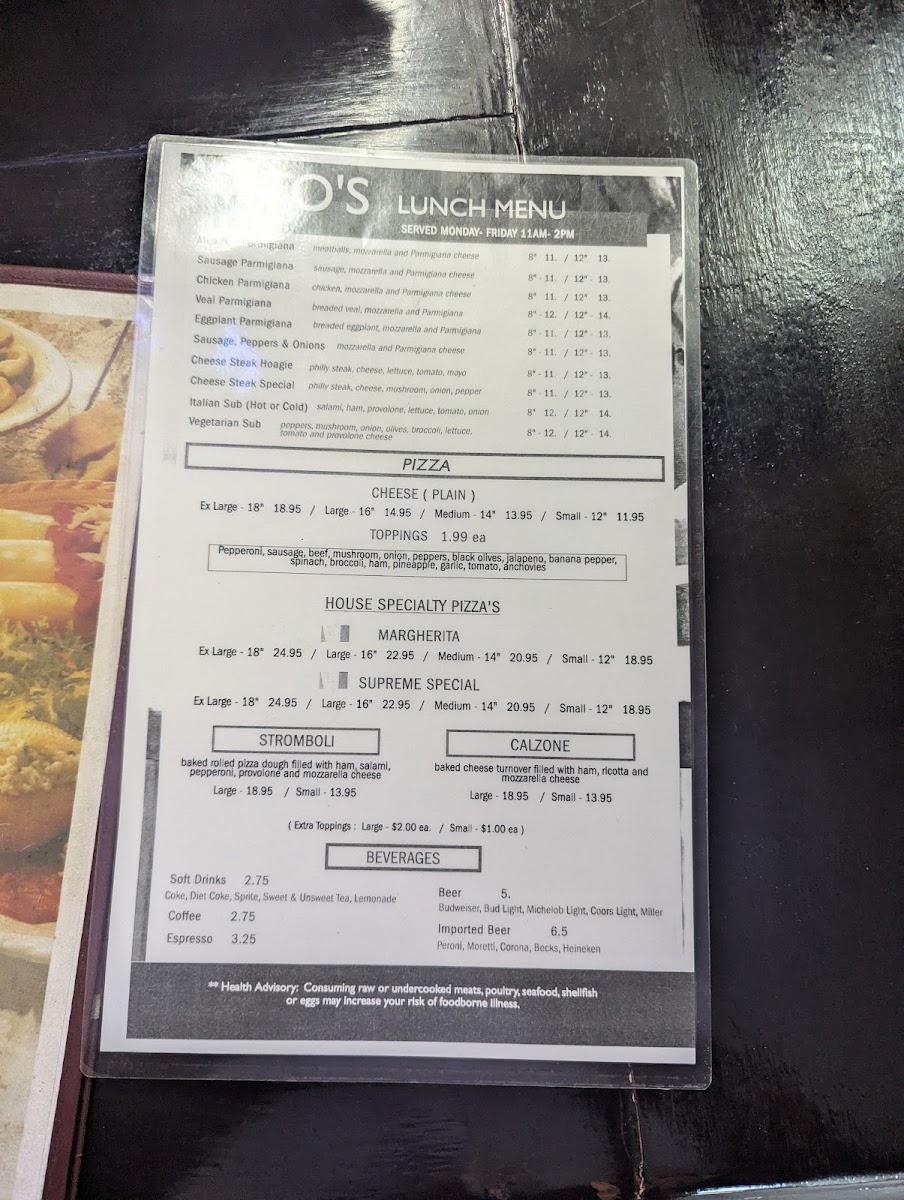 LUNCH MENU
SERVED MONDAY- FRIDAY 11AM- 2PM
meatballs, mozzarella and Parmigiana cheese 8" 11. / 12" 13.
Sausage Parmigiana sausage, mozzarella and Parmigiana cheese 8" - 11. / 12" - 13.
Chicken Parmigiana chicken, mozzarella and Parmigiana cheese 8" 11. / 12" 13.
Veal Parmigiana breaded veal, mozzarella and Parmigiana 8" - 12. / 12" - 14.
Eggplant Parmigiana breaded eggplant, mozzarella and Parmigiana 8" - 11. / 12" - 13.
Sausage, Peppers & Onions mozzarella and Parmigiana cheese 8" - 11. / 12" - 13.
Cheese Steak Hoagie philly steak, cheese, lettuce, tomato, mayo 8" - 11. / 12" - 13.
Cheese Steak Special philly steak, cheese, mushroom, onion, pepper 8" - 11. / 12" - 13.
Italian Sub (Hot or Cold) salami, ham, provolone, lettuce, tomato, onion 8" 12. / 12" - 14.
Vegetarian Sub peppers, mushroom, onion, olives, broccoli, lettuce, 8" - 12. / 12" - 14.
tomato and provolone cheese
PIZZA
CHEESE ( PLAIN )
Ex Large - 18" 18.95 / Large - 16" 14.95 / Medium - 14" 13.95 / Small - 12" 11.95
TOPPINGS 1.99 ea
Pepperoni, sausage, beef, mushroom, onion, peppers, black olives, jalapeno, banana pepper,
spinach, broccoli, ham, pineapple, garlic, tomato, anchovies
HOUSE SPECIALTY PIZZA'S
MARGHERITA
Ex Large - 18" 24.95 / Large - 16" 22.95 / Medium - 14" 20.95 / Small - 12" 18.95
SUPREME SPECIAL
Ex Large - 18" 24.95 / Large - 16" 22.95 / Medium - 14" 20.95 / Small - 12" 18.95
STROMBOLI
baked rolled pizza dough filled with ham, salami,
pepperoni, provolone and mozzarella cheese
Large - 18.95 / Small - 13.95
CALZONE
baked cheese turnover filled with ham, ricotta and
mozzarella cheese
Large - 18.95 / Small - 13.95
( Extra Toppings : Large - $2.00 ea. / Small - $1.00 ea )
BEVERAGES
Soft Drinks 2.75
Coke, Diet Coke, Sprite, Sweet & Unsweet Tea, Lemonade
Coffee 2.75
Espresso 3.25
Beer 5.
Budweiser, Bud Light, Michelob Light, Coors Light, Miller
Imported Beer 6.5
Peroni, Moretti, Corona, Becks, Heineken
** Health Advisory: Consuming raw or undercooked meats, poultry, seafood, shellfish
or eggs may increase your risk of foodborne illness.